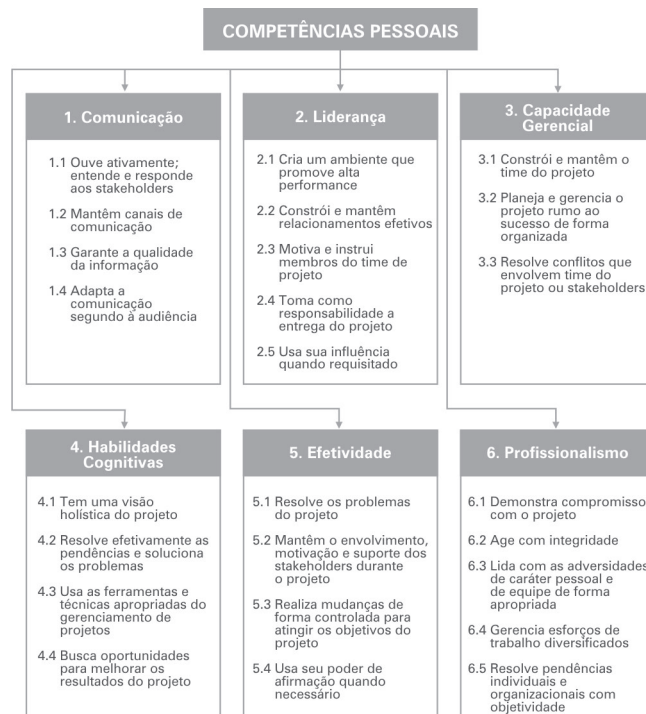 COMPETÊNCIAS PESSOAIS
1. Comunicação
1.1 Ouve ativamente;
entende e responde
aos stakeholders
1.2 Mantêm canais de
comunicação
1.3 Garante a qualidade
da informação
1.4 Adapta a
comunicação
segundo à audiência
2. Liderança
2.1 Cria um ambiente que
promove alta
performance
2.2 Constrói e mantêm
relacionamentos efetivos
2.3 Motiva e instrui
membros do time de
projeto
2.4 Toma como
responsabilidade a
entrega do projeto
2.5 Usa sua influência
quando requisitado
3. Capacidade
Gerencial
3.1 Constrói e mantêm o
time do projeto
3.2 Planeja e gerencia o
projeto rumo ao
sucesso de forma
organizada
3.3 Resolve conflitos que
envolvem time do
projeto ou stakeholders
4. Habilidades
Cognitivas
4.1 Tem uma visão
holística do projeto
4.2 Resolve efetivamente as
pendências e soluciona
os problemas
4.3 Usa as ferramentas e
técnicas apropriadas do
gerenciamento de
projetos
4.4 Busca oportunidades
para melhorar os
resultados do projeto
5. Efetividade
5.1 Resolve os problemas
do projeto
5.2 Mantêm o envolvimento,
motivação e suporte dos
stakeholders durante
o projeto
5.3 Realiza mudanças de
forma controlada para
atingir os objetivos do
projeto
5.4 Usa seu poder de
afirmação quando
necessário
6. Profissionalismo
6.1 Demonstra compromisso
com o projeto
6.2 Age com integridade
6.3 Lida com as adversidades
de caráter pessoal e
de equipe de forma
apropriada
6.4 Gerencia esforços de
trabalho diversificados
6.5 Resolve pendências
individuais e
organizacionais com
objetividade